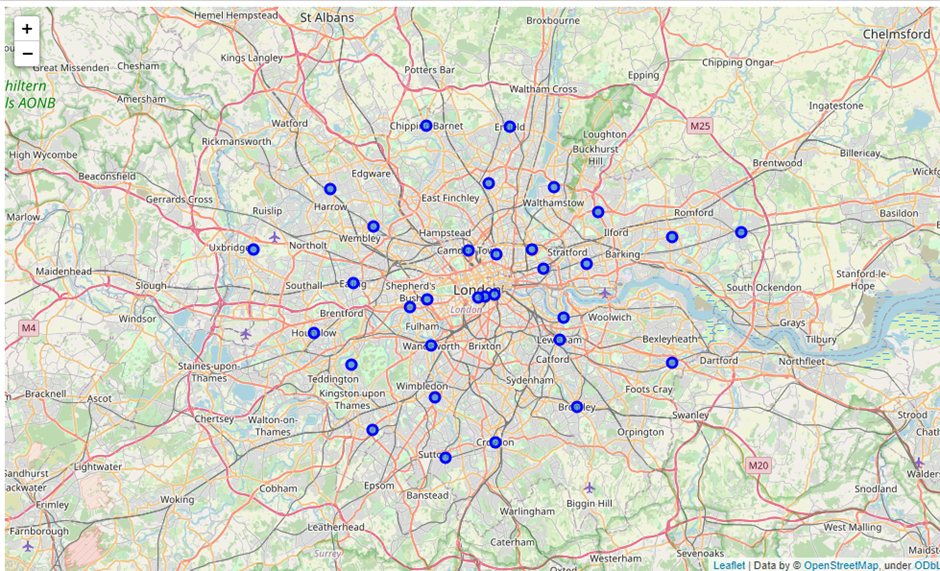 +
−
Hemel Hempstead
St Albans
Broxbourne
Chelmsford
Great Missenden
Chesham
Kings Langley
Potters Bar
Epping
Chipping Ongar
hiltern
ls AONB
Amersham
Waltham Cross
Ingatestone
Watford
Chipping Barnet
Enfield
M25
Loughton
Rickmansworth
Buckhurst
Hill
High Wycombe
Billericay
Beaconsfield
Edgware
Brentwood
Gerrards Cross
East Finchley
Walthamstow
Ruislip
Harrow
Romford
Basildon
Marlow
Hampstead
Ilford
Uxbridge
Northolt
Wembley
Stratford
Barking
Maidenhead
Slough
Southall
Shepherd's
Bush
London
South Ockendon
Stanford-le-
Hope
Windsor
Brentford
London
Woolwich
Grays
M4
Fulham
Tilbury
Hounslow
Wandsworth
Brixton
Lewisham
Bexleyheath
Staines-upon-
Thames
Catford
Dartford
Northfleet
Teddington
Bracknell
Ascot
Kingston upon
Thames
Wimbledon
Sydenham
Foots Cray
Chertsey
Walton-on-
Thames
Bromley
Swanley
Strood
Orpington
Sutton
Croydon
Lightwater
M20
Cobham
Epsom
Banstead
Biggin Hill
Snodland
Frimley
Woking
Warlingham
Farnborough
Leatherhead
West Malling
Surrey
Caterham
Westerham
Sevenoaks
Leaflet | Data by © OpenStreetMap, under ODbL